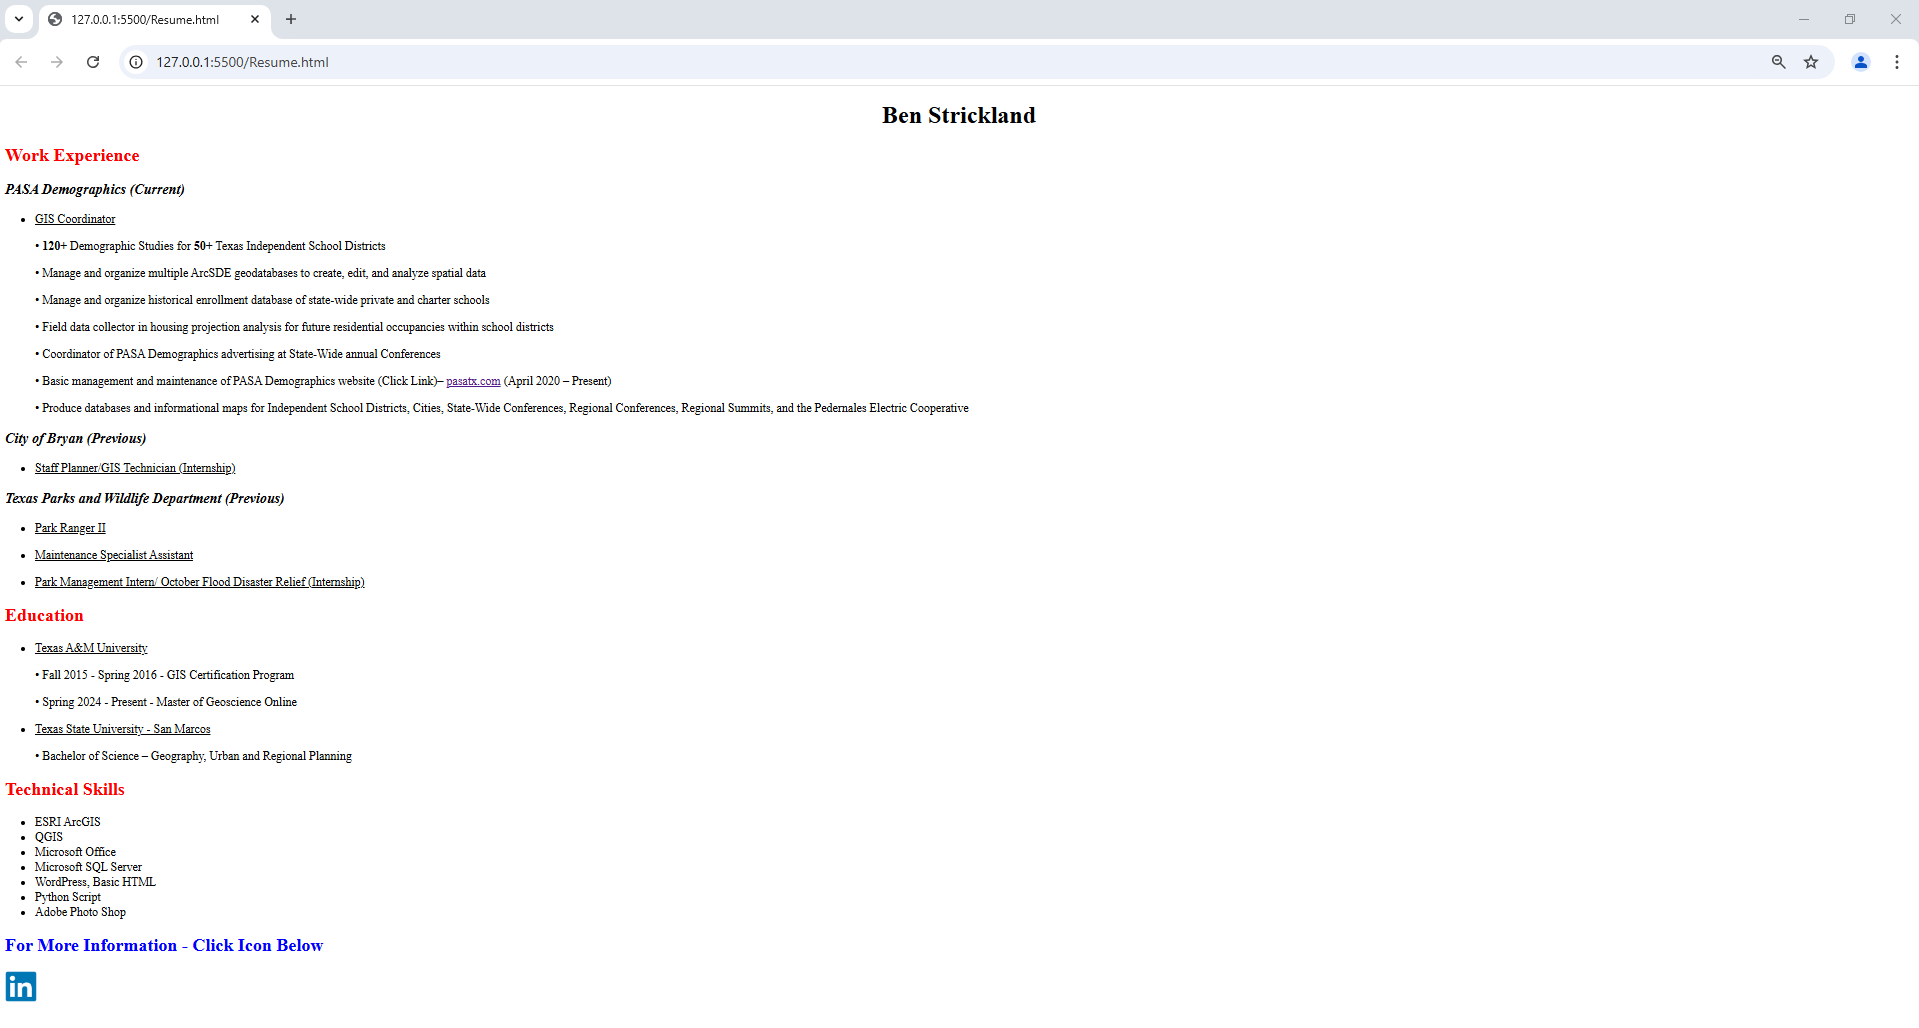 127.0.0.1:5500/Resume.html
127.0.0.1:5500/Resume.html
Ben Strickland
Work Experience
PASA Demographics (Current)
• GIS Coordinator
• 120+ Demographic Studies for 50+ Texas Independent School Districts
• Manage and organize multiple ArcSDE geodatabases to create, edit, and analyze spatial data
• Manage and organize historical enrollment database of state-wide private and charter schools
• Field data collector in housing projection analysis for future residential occupancies within school districts
• Coordinator of PASA Demographics advertising at State-Wide annual Conferences
• Basic management and maintenance of PASA Demographics website (Click Link)– pasatx.com (April 2020 – Present)
• Produce databases and informational maps for Independent School Districts, Cities, State-Wide Conferences, Regional Conferences, Regional Summits, and the Pedernales Electric Cooperative
City of Bryan (Previous)
• Staff Planner/GIS Technician (Internship)
Texas Parks and Wildlife Department (Previous)
• Park Ranger II
• Maintenance Specialist Assistant
• Park Management Intern/ October Flood Disaster Relief (Internship)
Education
• Texas A&M University
• Fall 2015 - Spring 2016 - GIS Certification Program
• Spring 2024 - Present - Master of Geoscience Online
• Texas State University - San Marcos
• Bachelor of Science – Geography, Urban and Regional Planning
Technical Skills
• ESRI ArcGIS
• QGIS
• Microsoft Office
• Microsoft SQL Server
• WordPress, Basic HTML
• Python Script
• Adobe Photo Shop
For More Information - Click Icon Below
in